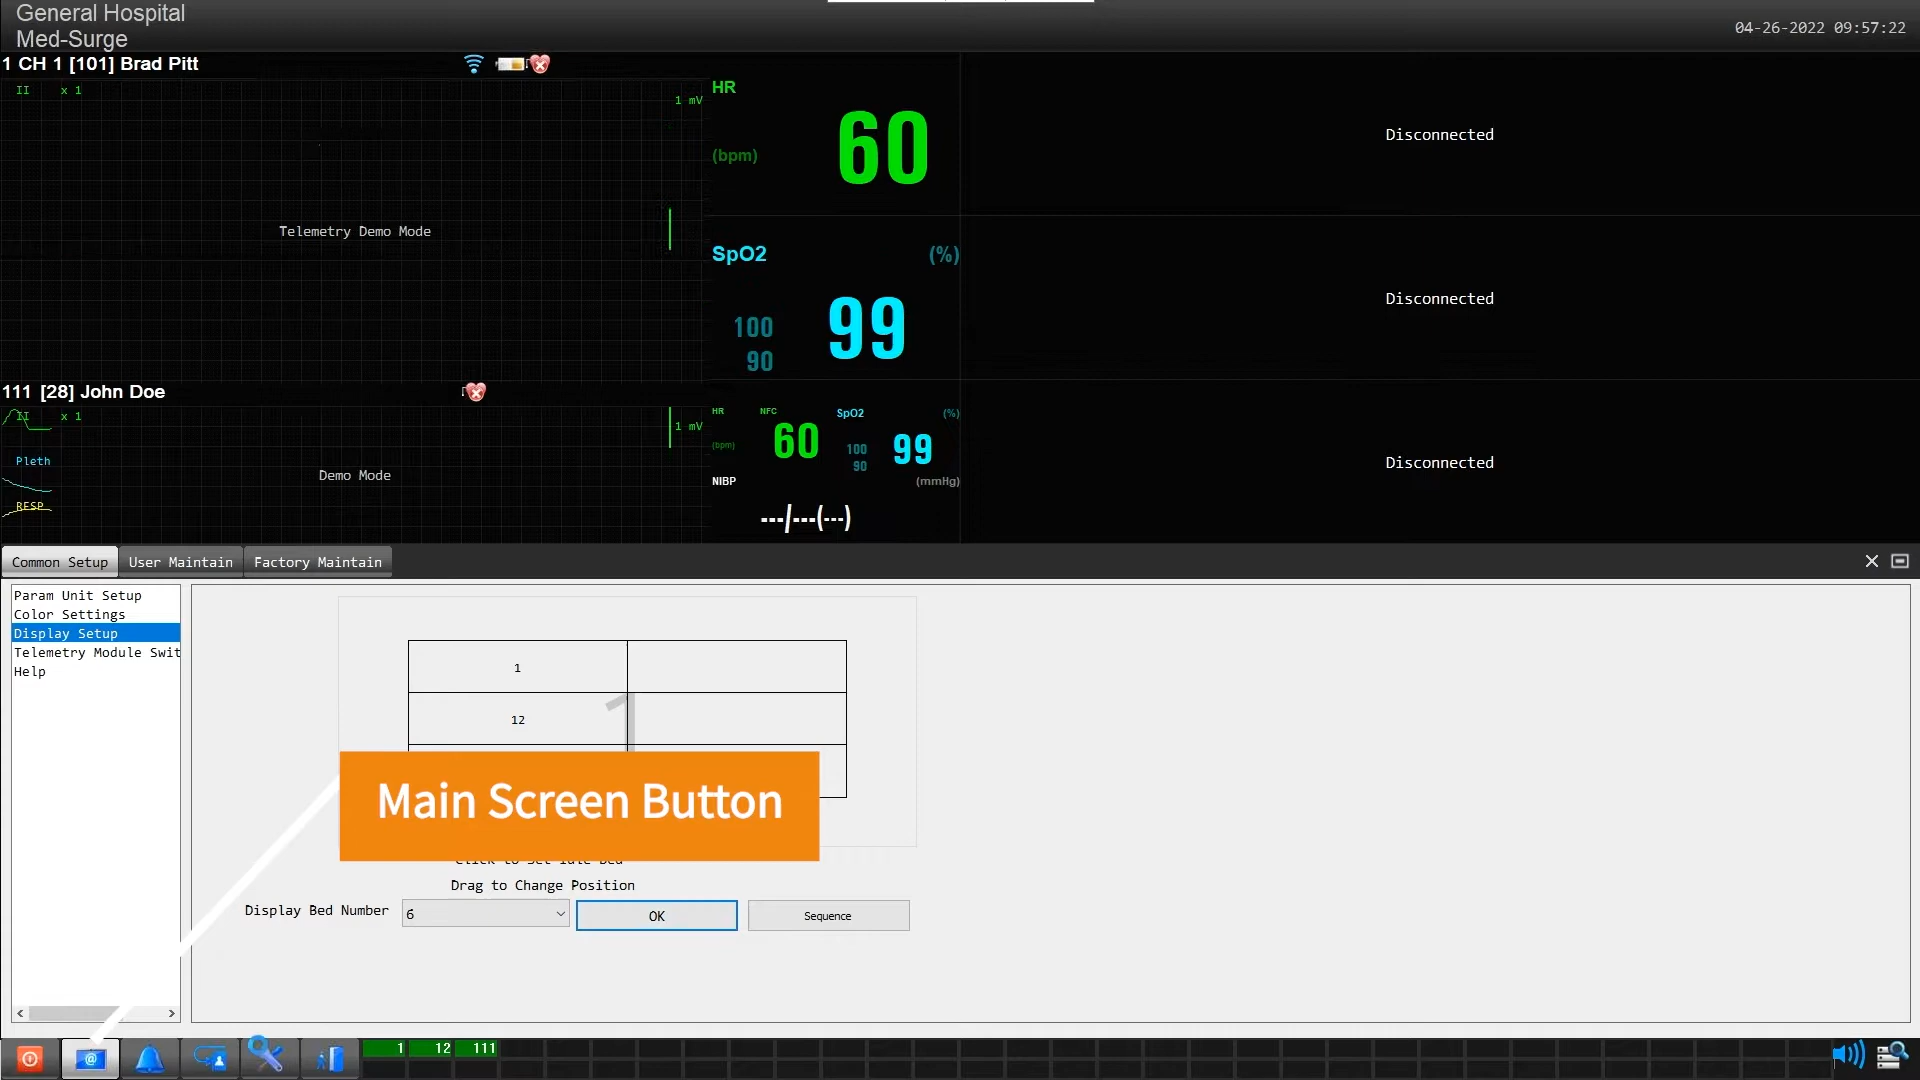 General Hospital
Med-Surge
04-26-2022 09:57:22
1 CH 1 [101] Brad Pitt
II x 1
1 mV
Telemetry Demo Mode
HR
(bpm)
60
SpO2 (%)
100
90
99
Disconnected
Disconnected
111 [28] John Doe
II x 1
1 mV
Pleth
RESP
Demo Mode
HR NFC
(bpm)
60
SpO2 (%)
100
90
99
NIBP (mmHg)
---/---(---)
Disconnected
Common Setup User Maintain Factory Maintain
Param Unit Setup
Color Settings
Display Setup
Telemetry Module Swit
Help
1
12
1
Main Screen Button
Drag to Change Position
Display Bed Number 6 OK Sequence
1 12 111